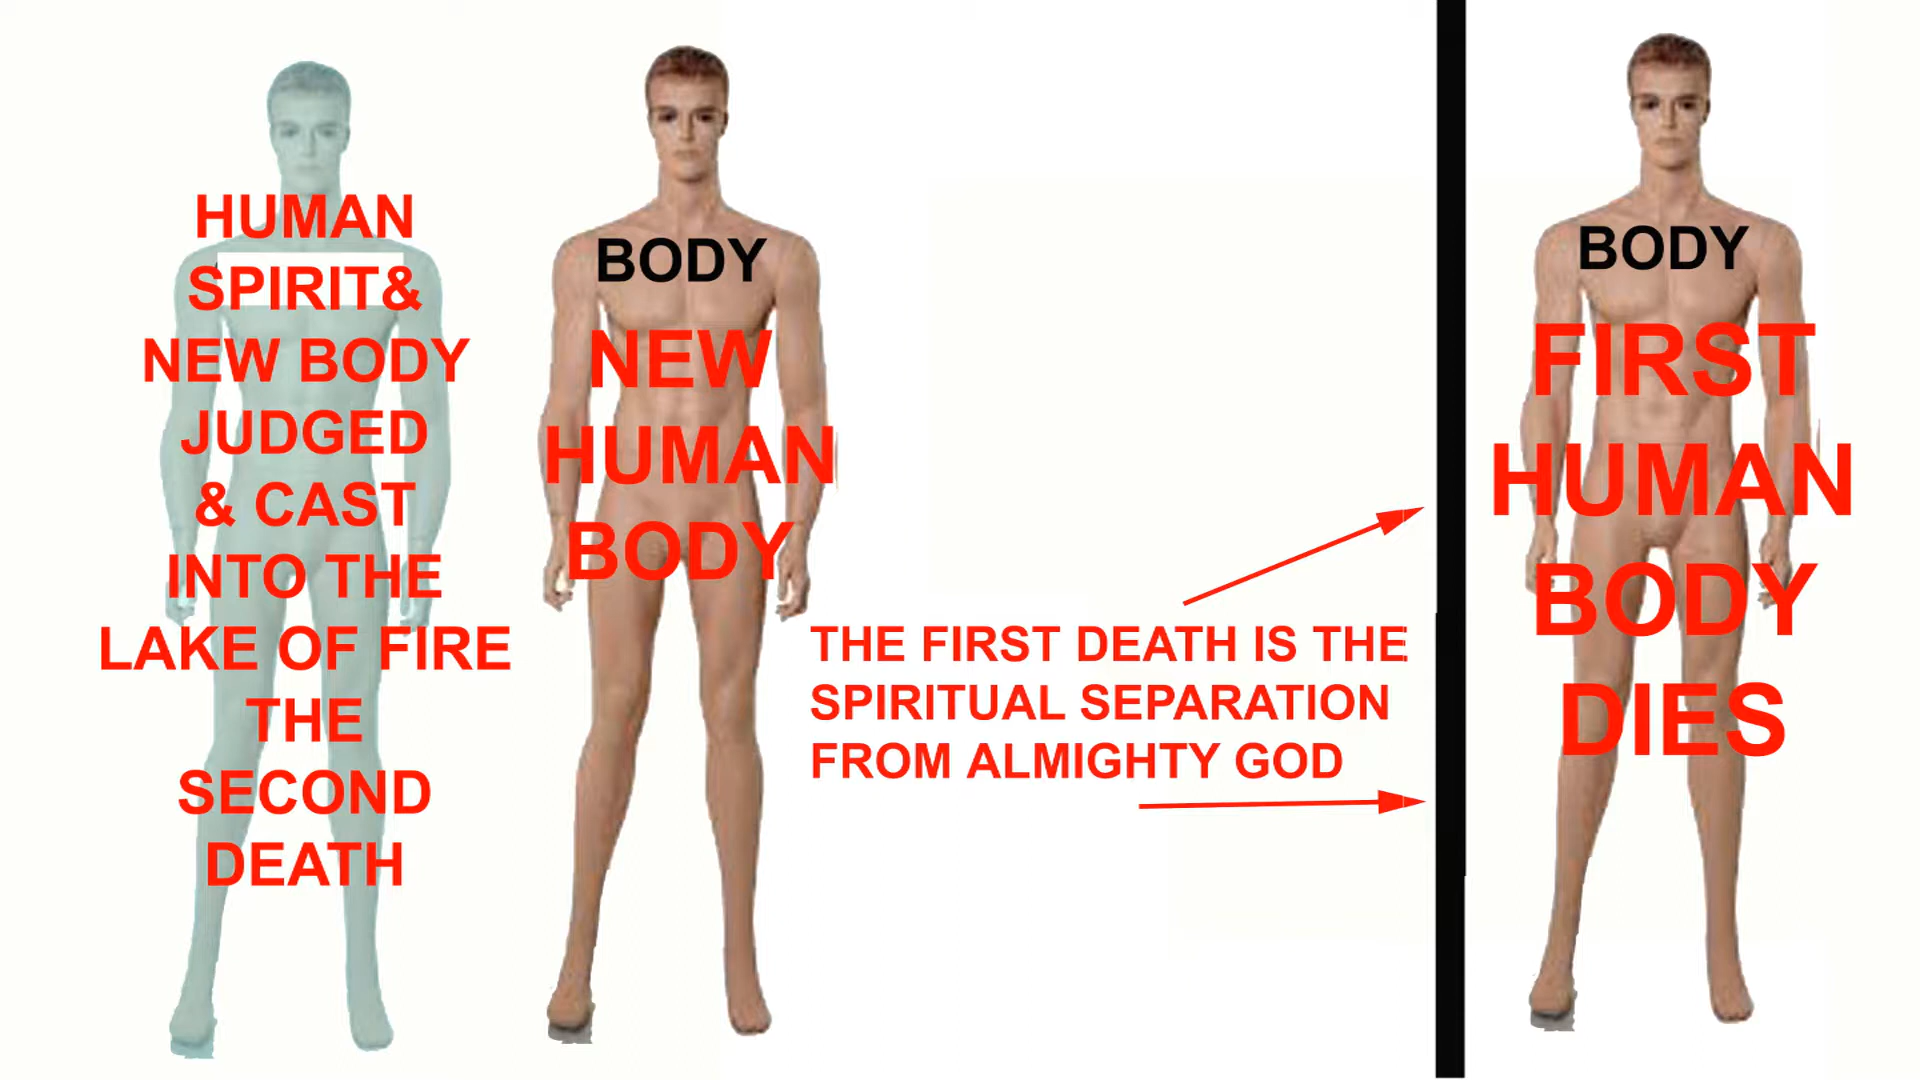 HUMAN
SPIRIT&
NEW BODY
JUDGED
& CAST
INTO THE
LAKE OF FIRE
THE
SECOND
DEATH
BODY
NEW
HUMAN
BODY
THE FIRST DEATH IS THE
SPIRITUAL SEPARATION
FROM ALMIGHTY GOD
BODY
FIRST
HUMAN
BODY
DIES